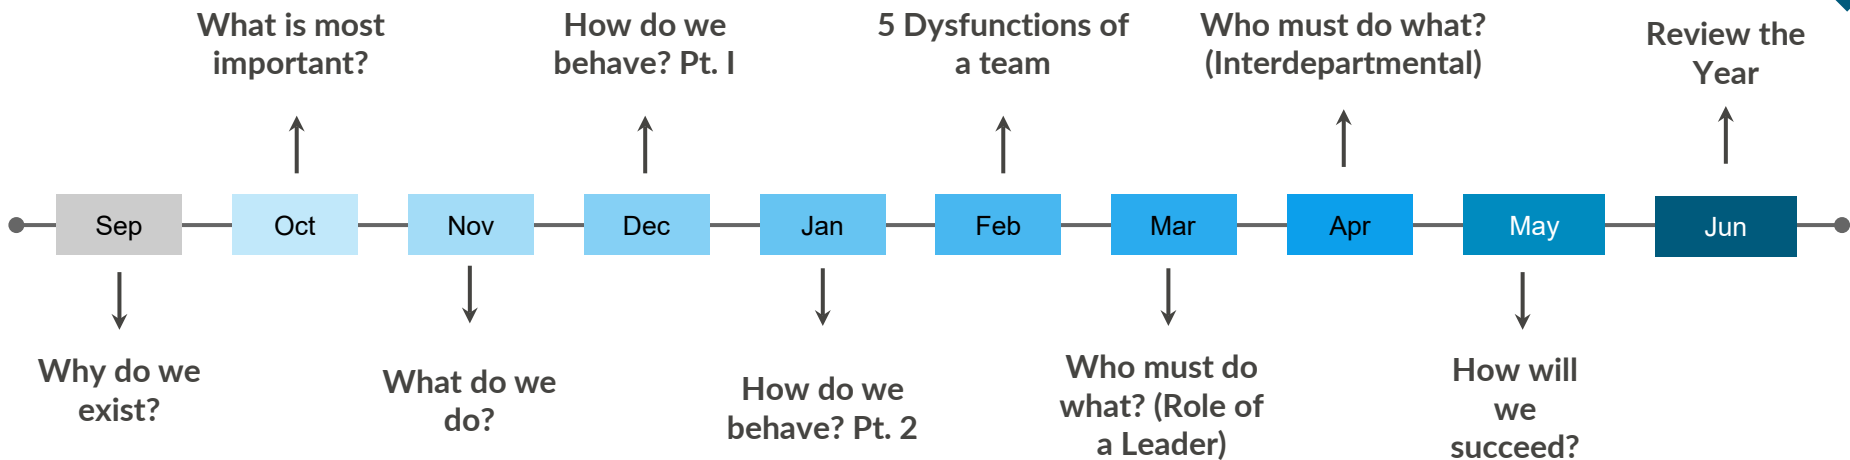 What is most
important?
How do we
behave? Pt. I
5 Dysfunctions of
a team
Who must do what?
(Interdepartmental)
Review the
Year
Sep
Oct
Nov
Dec
Jan
Feb
Mar
Apr
May
Jun
Why do we
exist?
What do we
do?
How do we
behave? Pt. 2
Who must do
what? (Role of
a Leader)
How will
we
succeed?